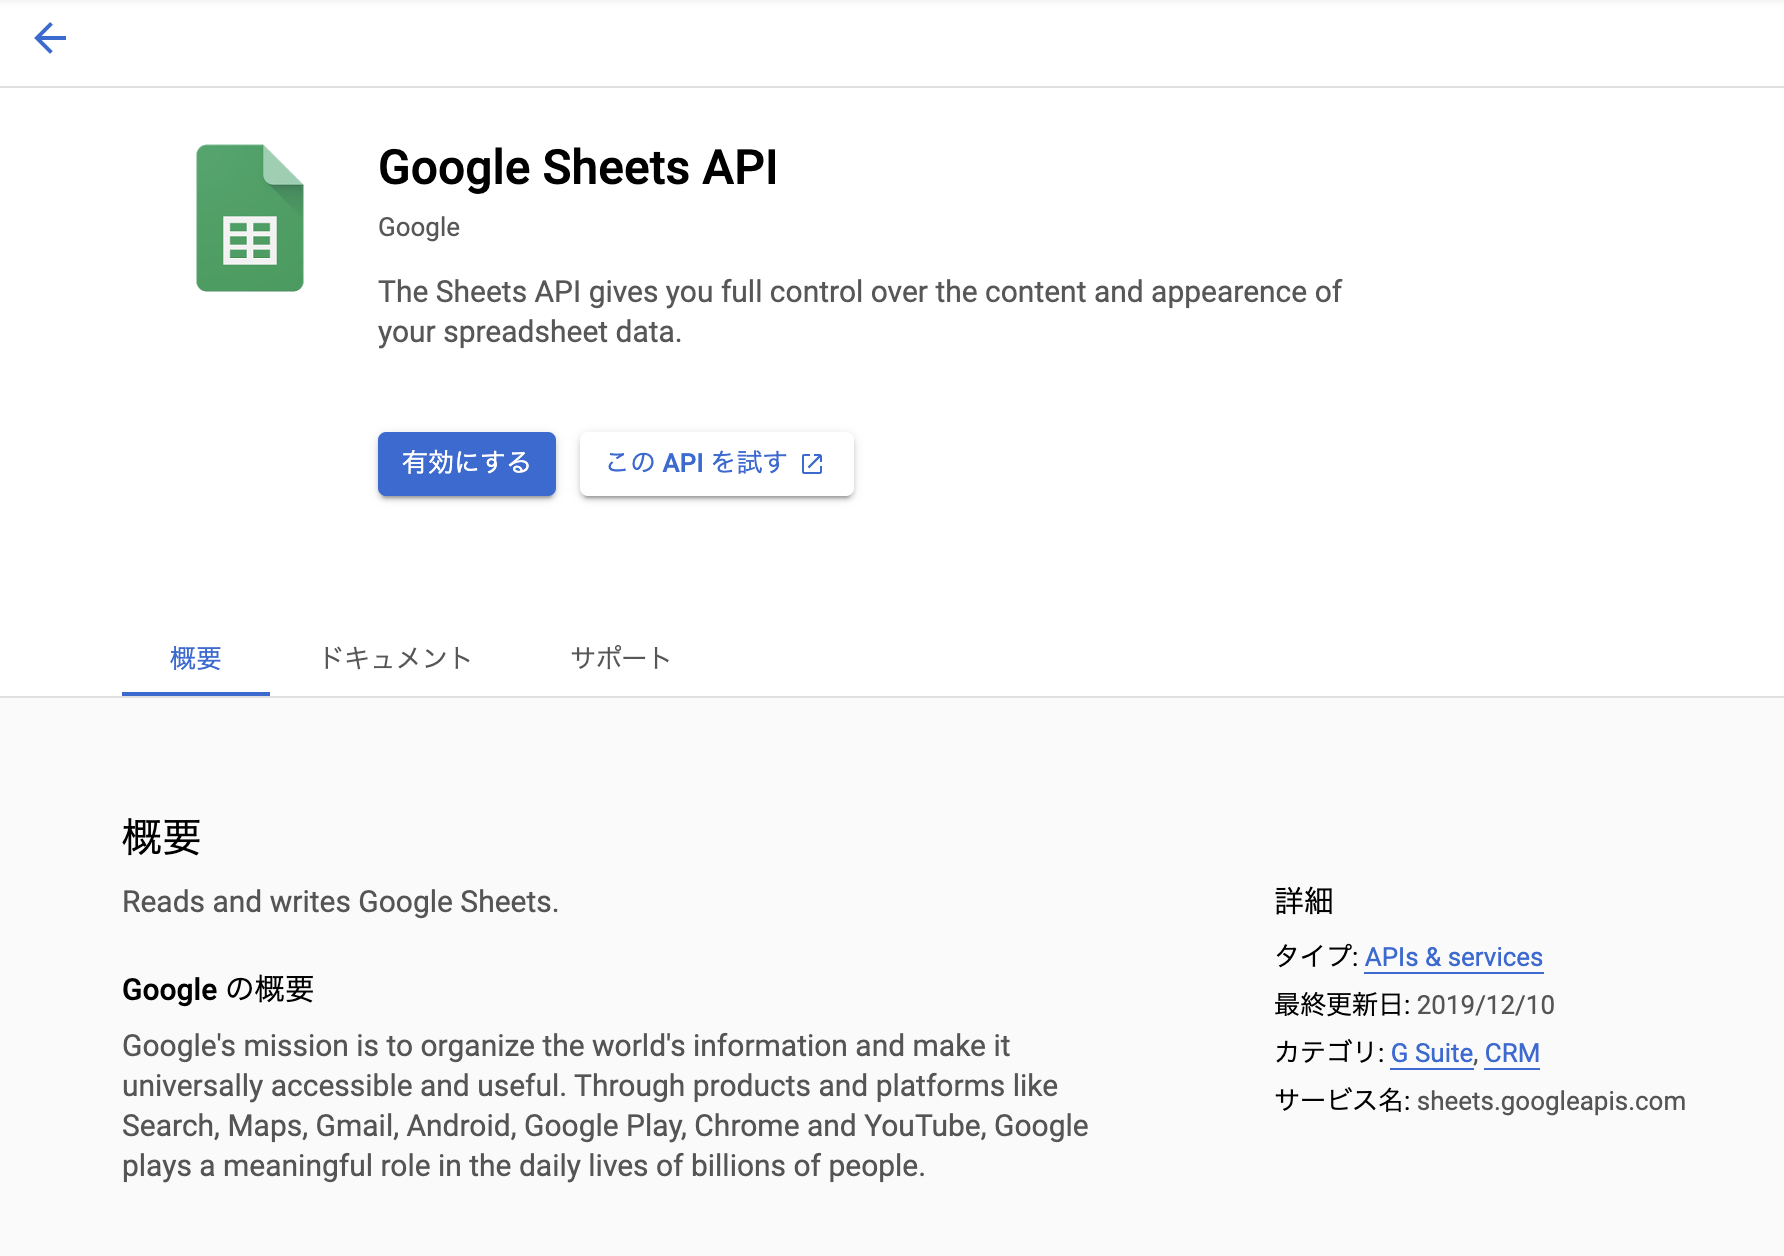 Google Sheets API
Google
The Sheets API gives you full control over the content and appearence of
your spreadsheet data.
有効にする
この API を試す
概要
ドキュメント
サポート
概要
Reads and writes Google Sheets.
Google の概要
Google's mission is to organize the world's information and make it
universally accessible and useful. Through products and platforms like
Search, Maps, Gmail, Android, Google Play, Chrome and YouTube, Google
plays a meaningful role in the daily lives of billions of people.
詳細
タイプ: APIs & services
最終更新日: 2019/12/10
カテゴリ: G Suite, CRM
サービス名: sheets.googleapis.com